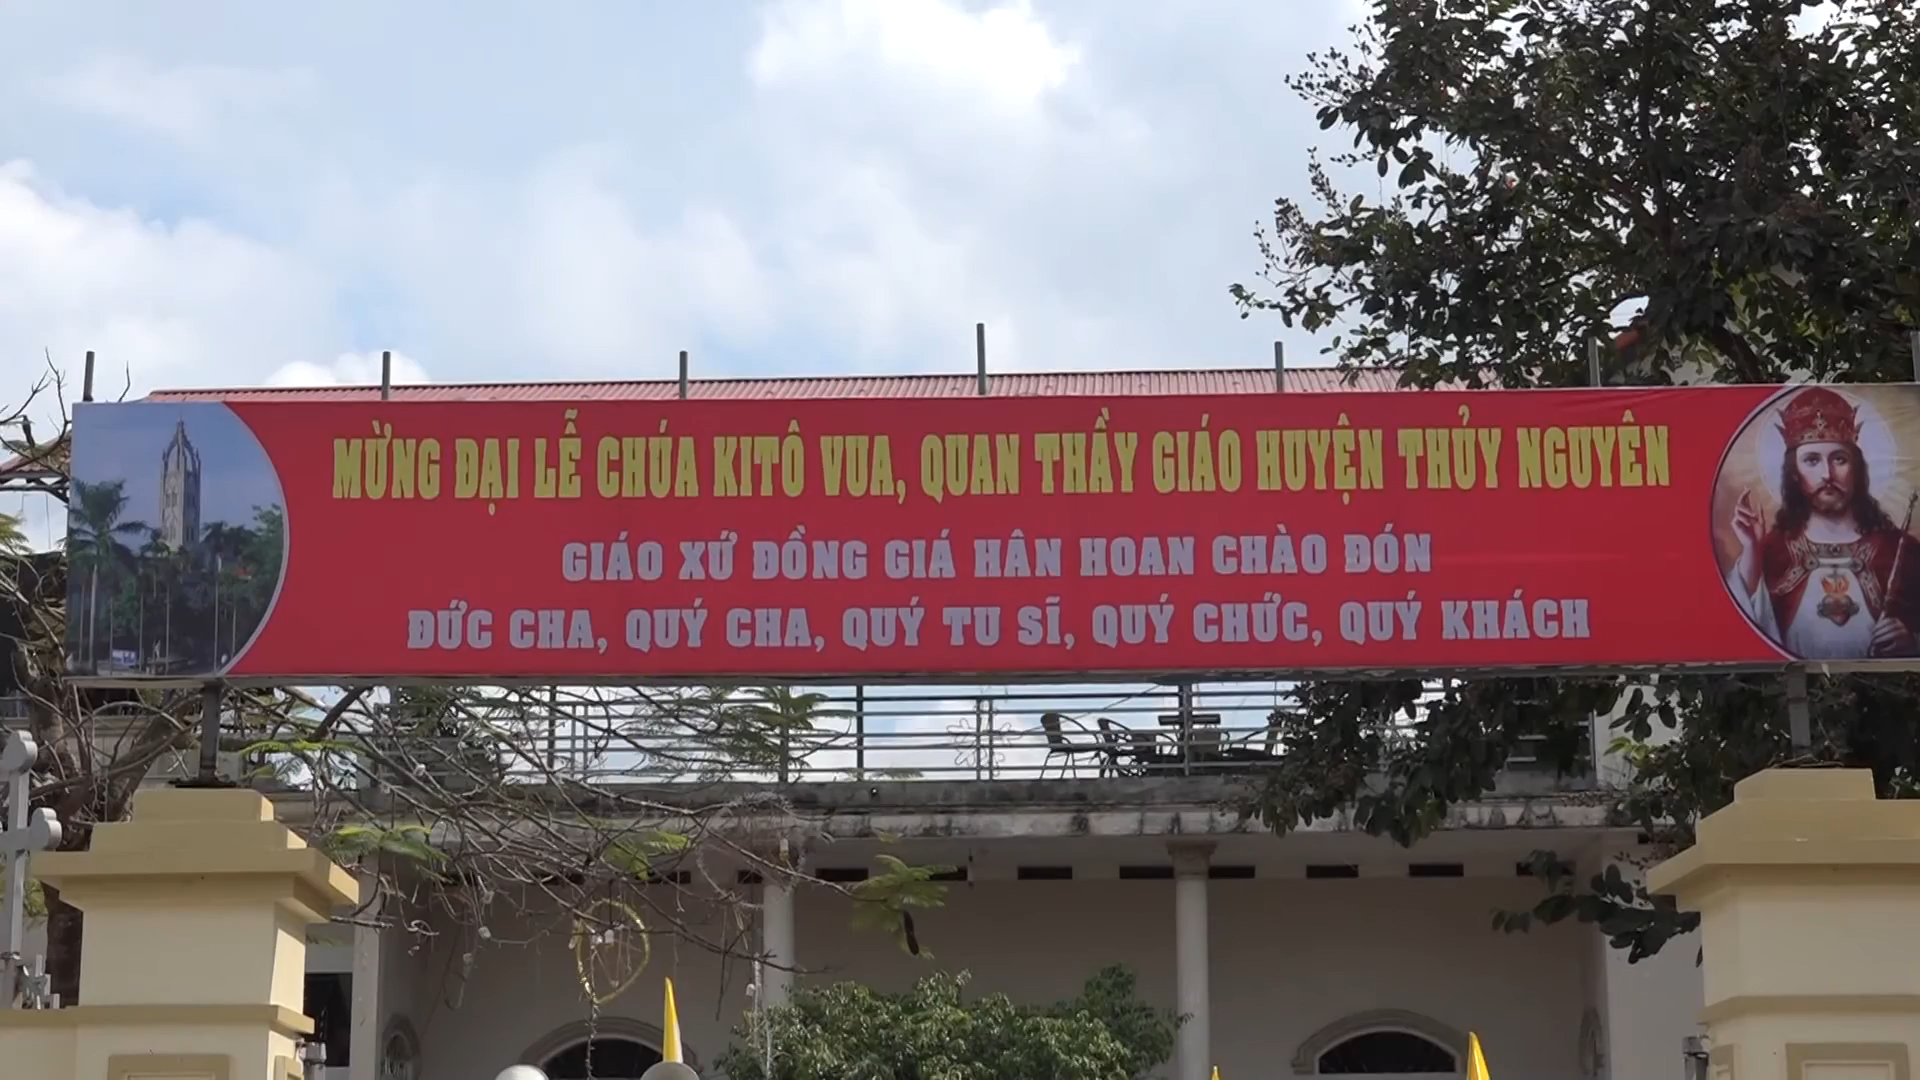 MỪNG ĐẠI LỄ CHÚA KITÔ VUA, QUAN THẦY GIÁO HUYỆN THỦY NGUYÊN
GIÁO XỨ ĐỒNG GIÁ HÂN HOAN CHÀO ĐÓN
ĐỨC CHA, QUÝ CHA, QUÝ TU SĨ, QUÝ CHỨC, QUÝ KHÁCH